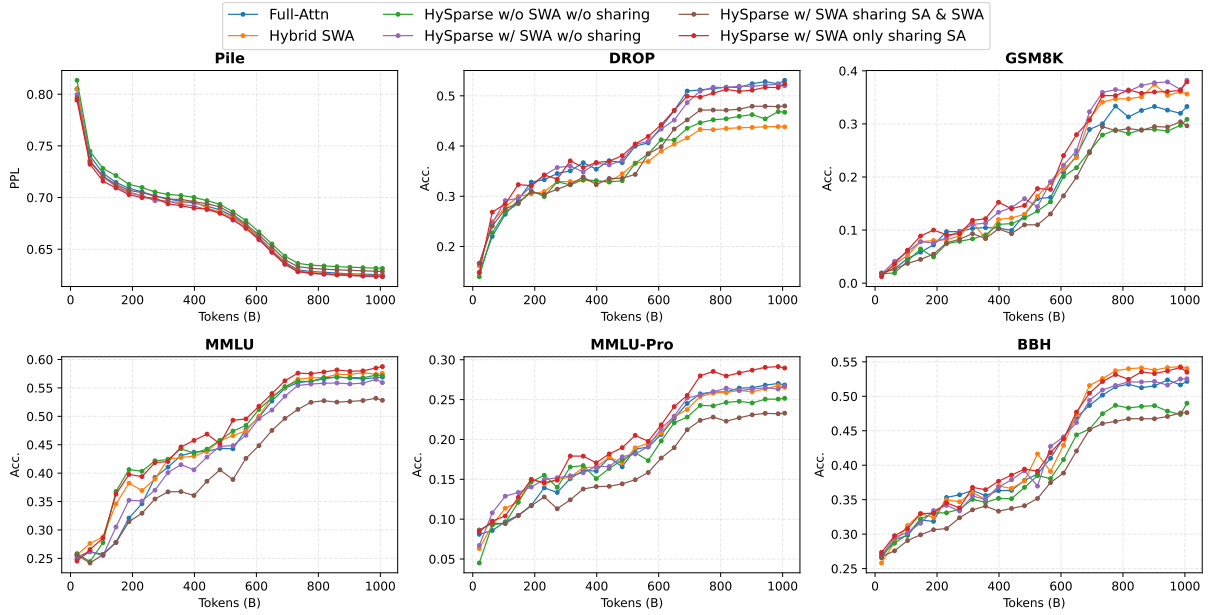 Full-Attn
Hybrid SWA
HySparse w/o SWA w/o sharing
HySparse w/ SWA w/o sharing
HySparse w/ SWA sharing SA & SWA
HySparse w/ SWA only sharing SA
Pile
PPL
0.80
0.75
0.70
0.65
0 200 400 600 800 1000
Tokens (B)
DROP
Acc.
0.5
0.4
0.3
0.2
0 200 400 600 800 1000
Tokens (B)
GSM8K
Acc.
0.4
0.3
0.2
0.1
0.0
0 200 400 600 800 1000
Tokens (B)
MMLU
Acc.
0.60
0.55
0.50
0.45
0.40
0.35
0.30
0.25
0 200 400 600 800 1000
Tokens (B)
MMLU-Pro
Acc.
0.30
0.25
0.20
0.15
0.10
0.05
0 200 400 600 800 1000
Tokens (B)
BBH
Acc.
0.55
0.50
0.45
0.40
0.35
0.30
0.25
0 200 400 600 800 1000
Tokens (B)